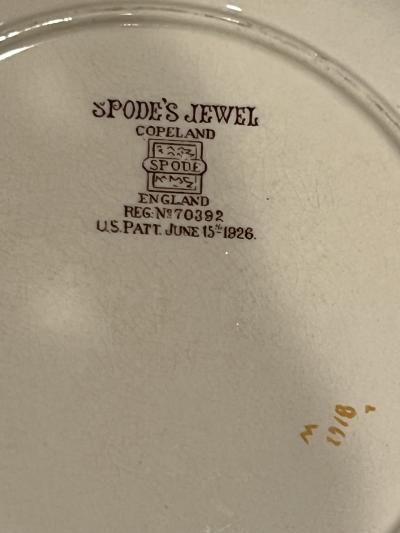 SPODE'S JEWEL
COPELAND
SPODE
ENGLAND
REG: Nº 70392
U.S. PATT. JUNE 15TH 1926.
M